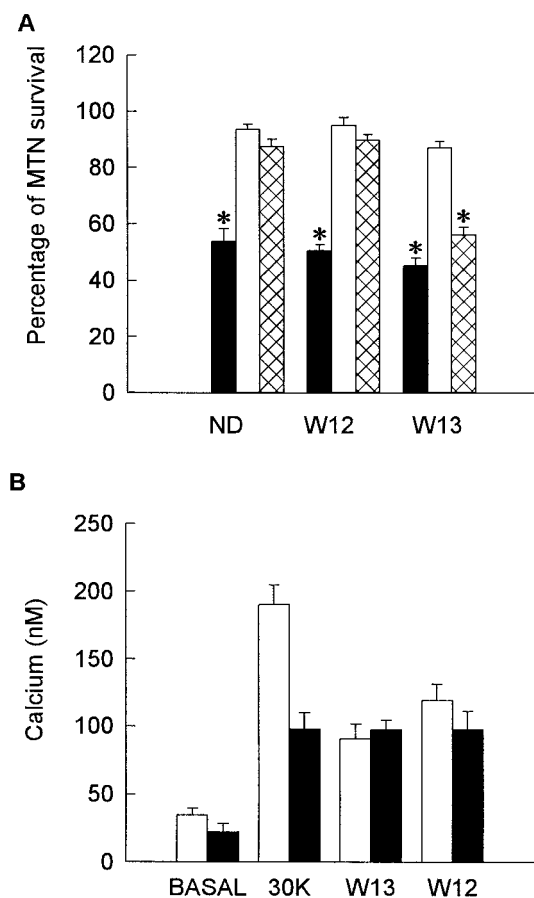 A
120
100
80
60
40
20
0
Percentage of MTN survival
* * * *
ND W12 W13
B
250
200
150
100
50
0
Calcium (nM)
BASAL 30K W13 W12